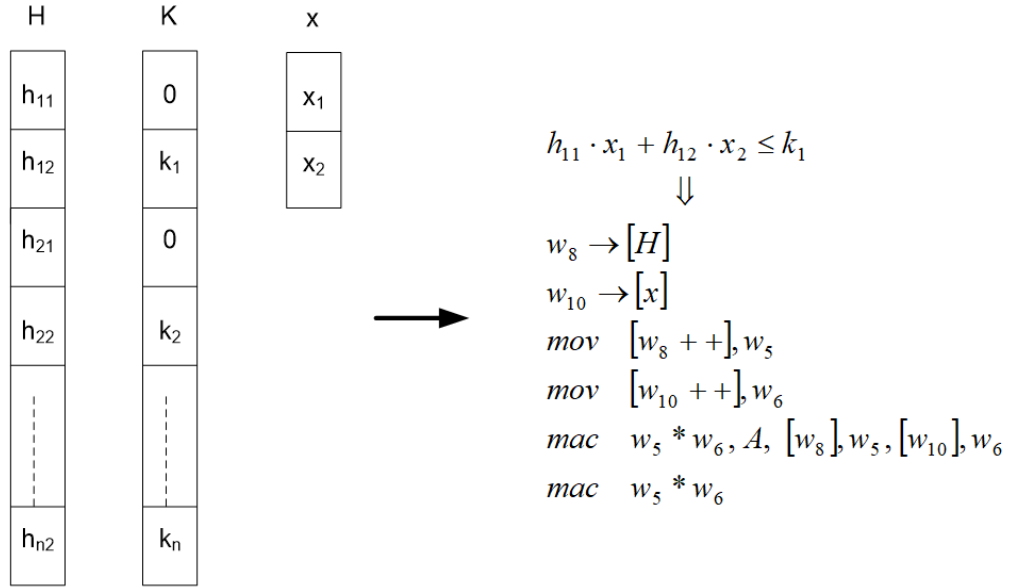 H K x
h₁₁ 0 x₁
h₁₂ k₁ x₂
h₂₁ 0
h₂₂ k₂
hₙ₂ kₙ
h₁₁ · x₁ + h₁₂ · x₂ ≤ k₁
⇓
w₈ → [H]
w₁₀ → [x]
mov [w₈ + +], w₅
mov [w₁₀ + +], w₆
mac w₅ * w₆, A, [w₈], w₅, [w₁₀], w₆
mac w₅ * w₆